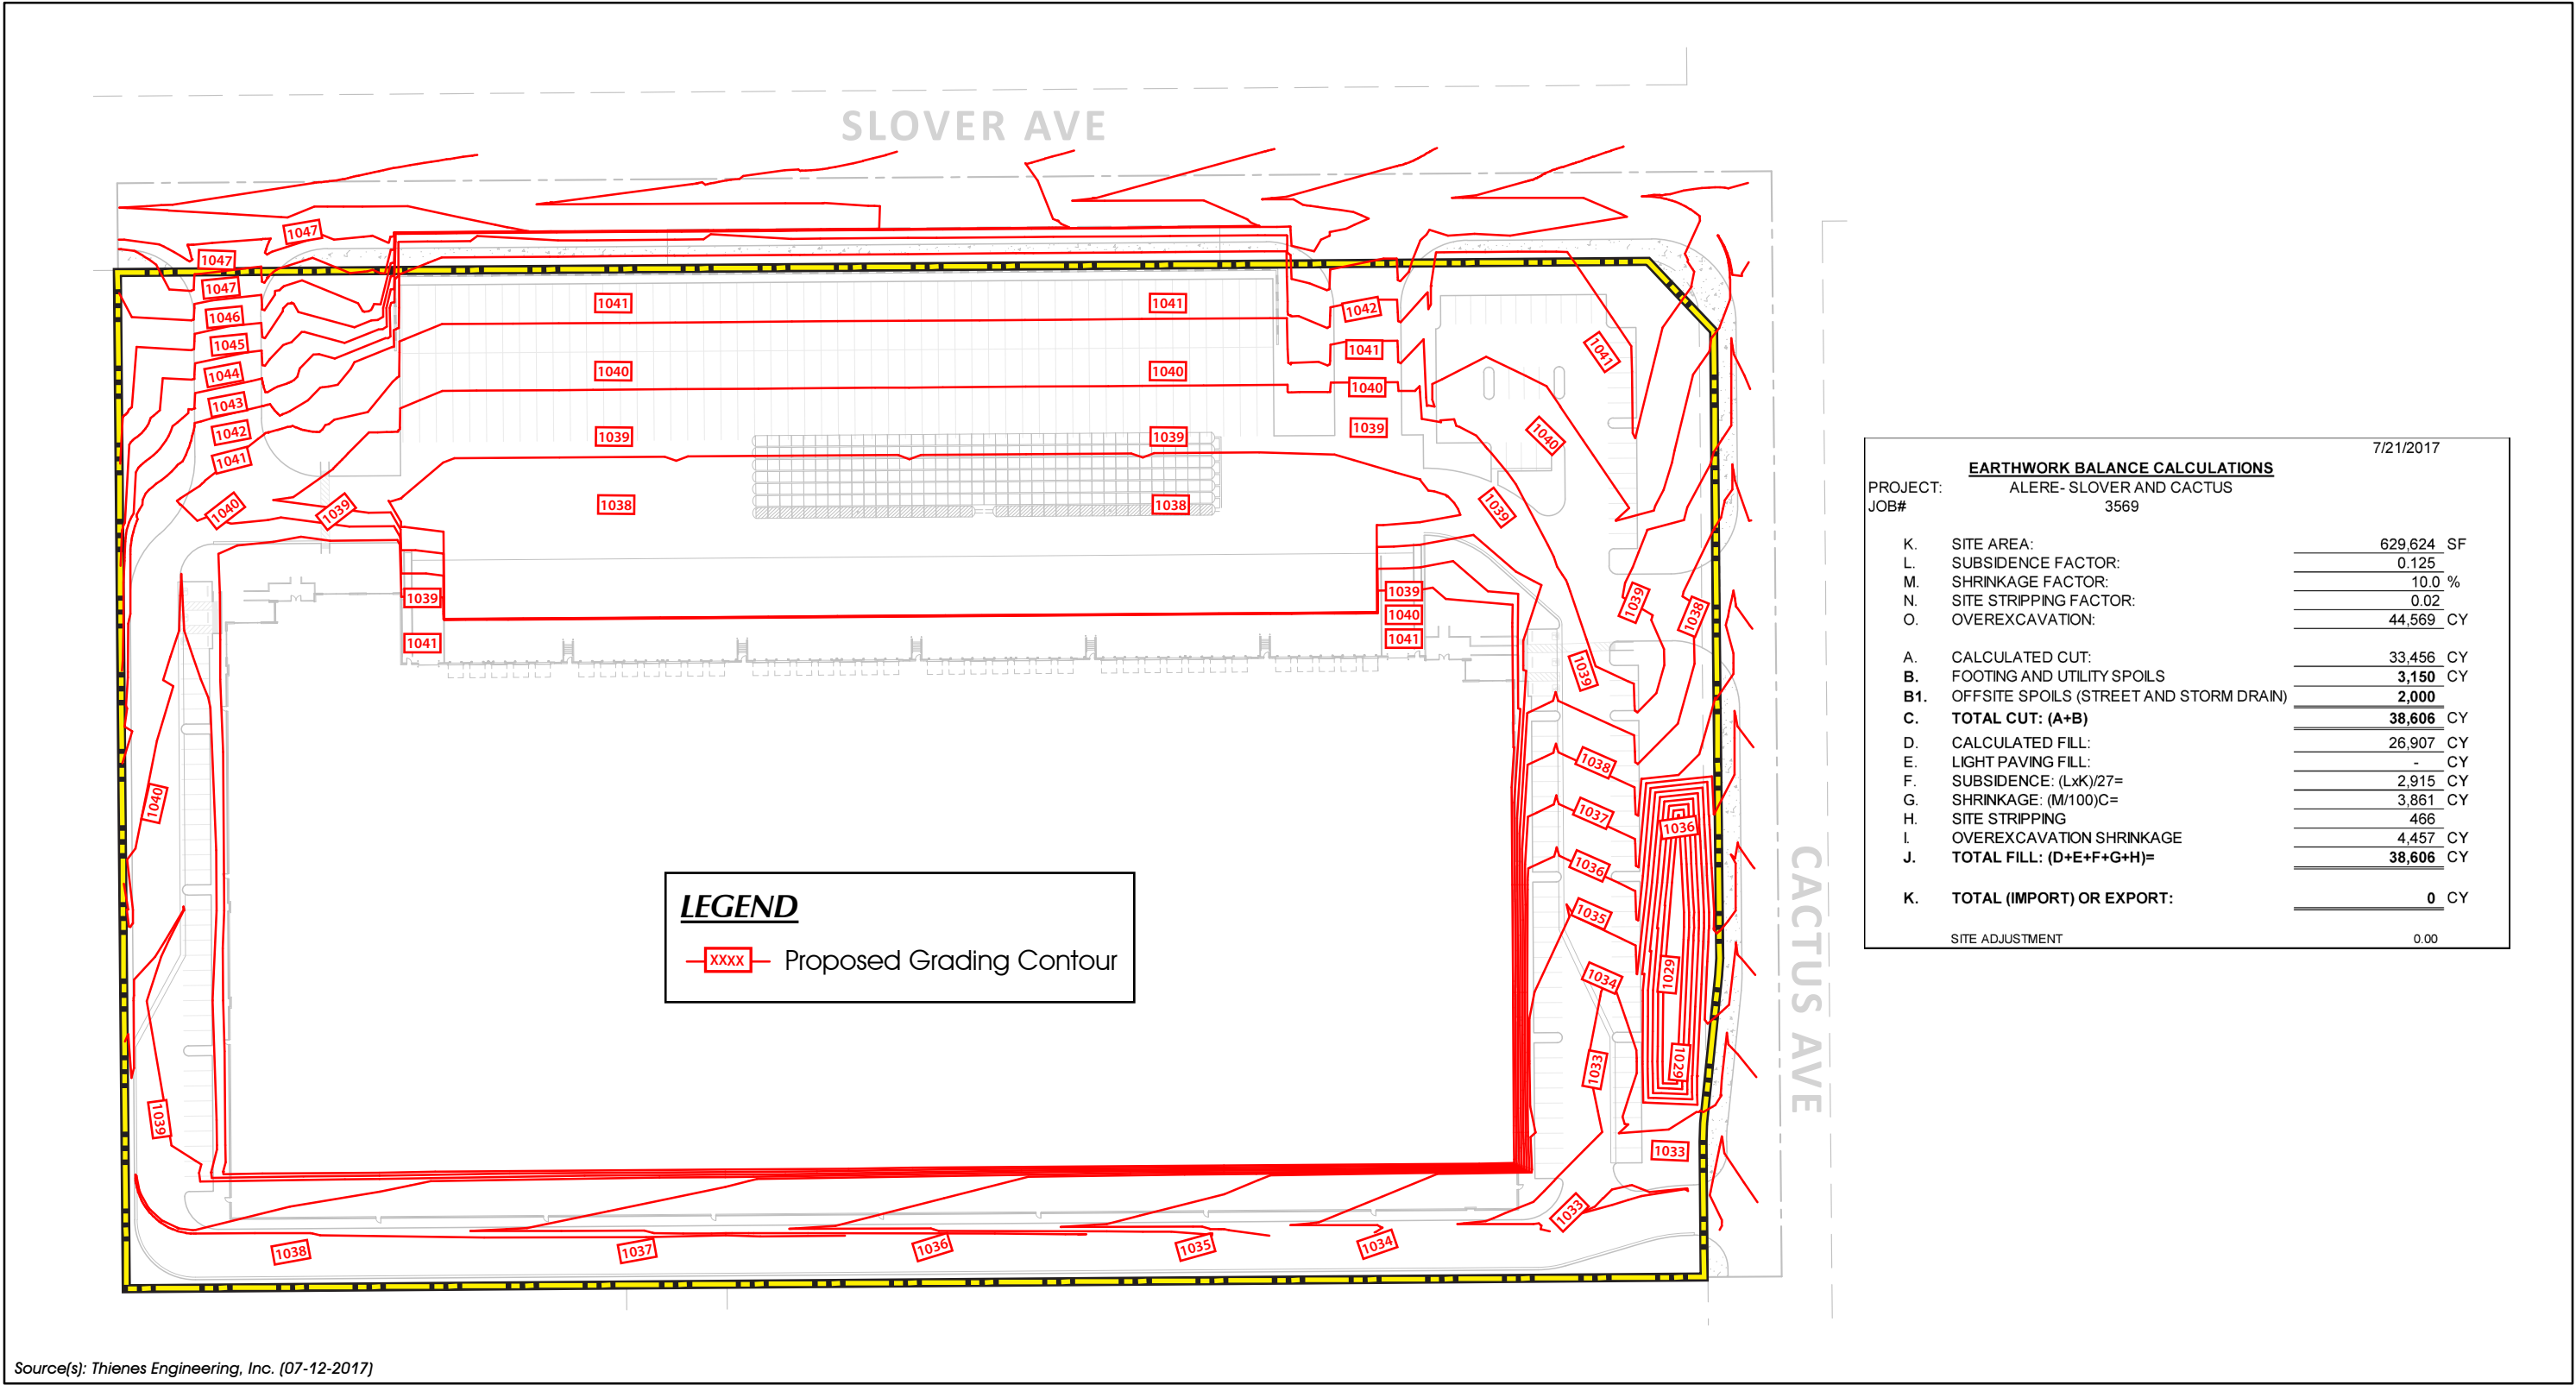 SLOVER AVE
1047
1047
1047
1046
1045
1044
1043
1042
1041
1040
1039
1041
1041
1042
1041
1041
1040
1040
1040
1040
1039
1039
1039
1039
1038
1038
1039
1041
1039
1040
1041
1039
1038
1039
1038
1037
1036
1036
1035
1034
1029
1033
1029
1033
1033
1040
1039
1038
1037
1036
1035
1034
CACTUS AVE
LEGEND
XXXX Proposed Grading Contour
7/21/2017
EARTHWORK BALANCE CALCULATIONS
PROJECT: ALERE- SLOVER AND CACTUS
JOB# 3569
K. SITE AREA: 629,624 SF
L. SUBSIDENCE FACTOR: 0.125
M. SHRINKAGE FACTOR: 10.0 %
N. SITE STRIPPING FACTOR: 0.02
O. OVEREXCAVATION: 44,569 CY
A. CALCULATED CUT: 33,456 CY
B. FOOTING AND UTILITY SPOILS 3,150 CY
B1. OFFSITE SPOILS (STREET AND STORM DRAIN) 2,000
C. TOTAL CUT: (A+B) 38,606 CY
D. CALCULATED FILL: 26,907 CY
E. LIGHT PAVING FILL: - CY
F. SUBSIDENCE: (LxK)/27= 2,915 CY
G. SHRINKAGE: (M/100)C= 3,861 CY
H. SITE STRIPPING 466
I. OVEREXCAVATION SHRINKAGE 4,457 CY
J. TOTAL FILL: (D+E+F+G+H)= 38,606 CY
K. TOTAL (IMPORT) OR EXPORT: 0 CY
SITE ADJUSTMENT 0.00
Source(s): Thienes Engineering, Inc. (07-12-2017)